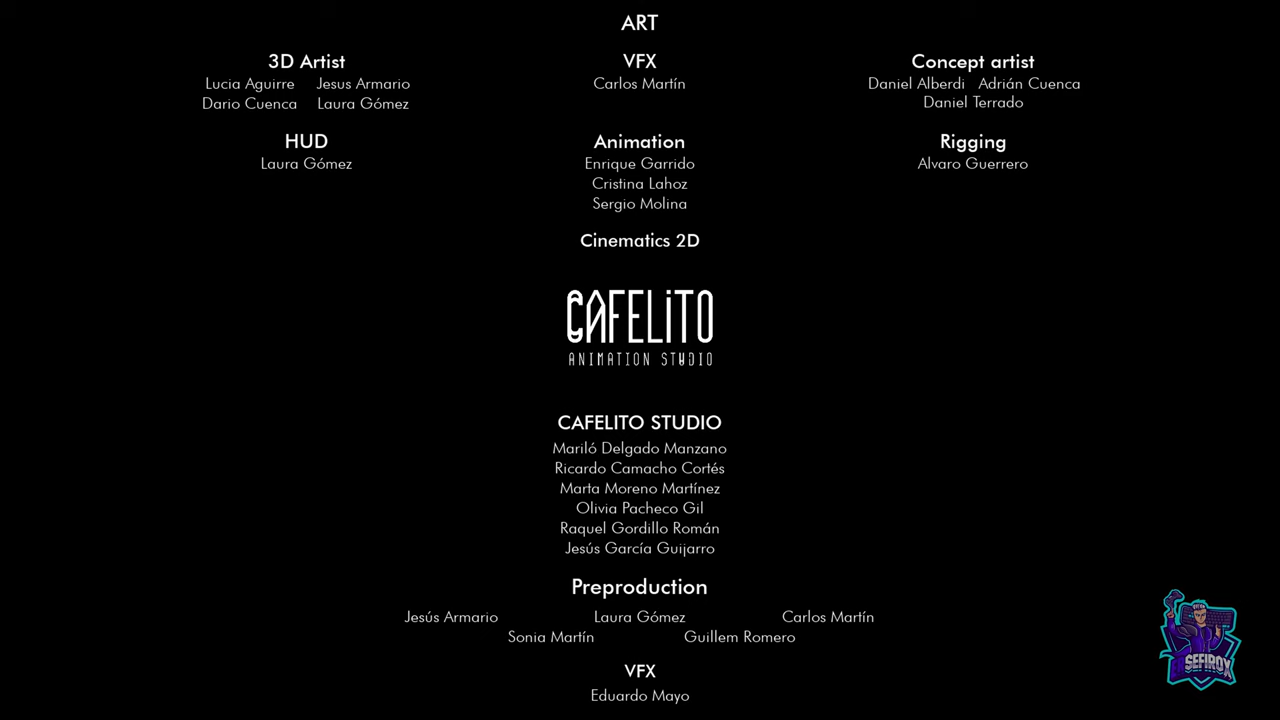 ART
3D Artist
Lucia Aguirre Jesus Armario
Dario Cuenca Laura Gómez
VFX
Carlos Martín
Concept artist
Daniel Alberdi Adrián Cuenca
Daniel Terrado
HUD
Laura Gómez
Animation
Enrique Garrido
Cristina Lahoz
Sergio Molina
Rigging
Alvaro Guerrero
Cinematics 2D
CAFELiTO
ANIMATION STUDIO
CAFELITO STUDIO
Mariló Delgado Manzano
Ricardo Camacho Cortés
Marta Moreno Martínez
Olivia Pacheco Gil
Raquel Gordillo Román
Jesús García Guijarro
Preproduction
Jesús Armario Laura Gómez Carlos Martín
Sonia Martín Guillem Romero
VFX
Eduardo Mayo
SEFIROX